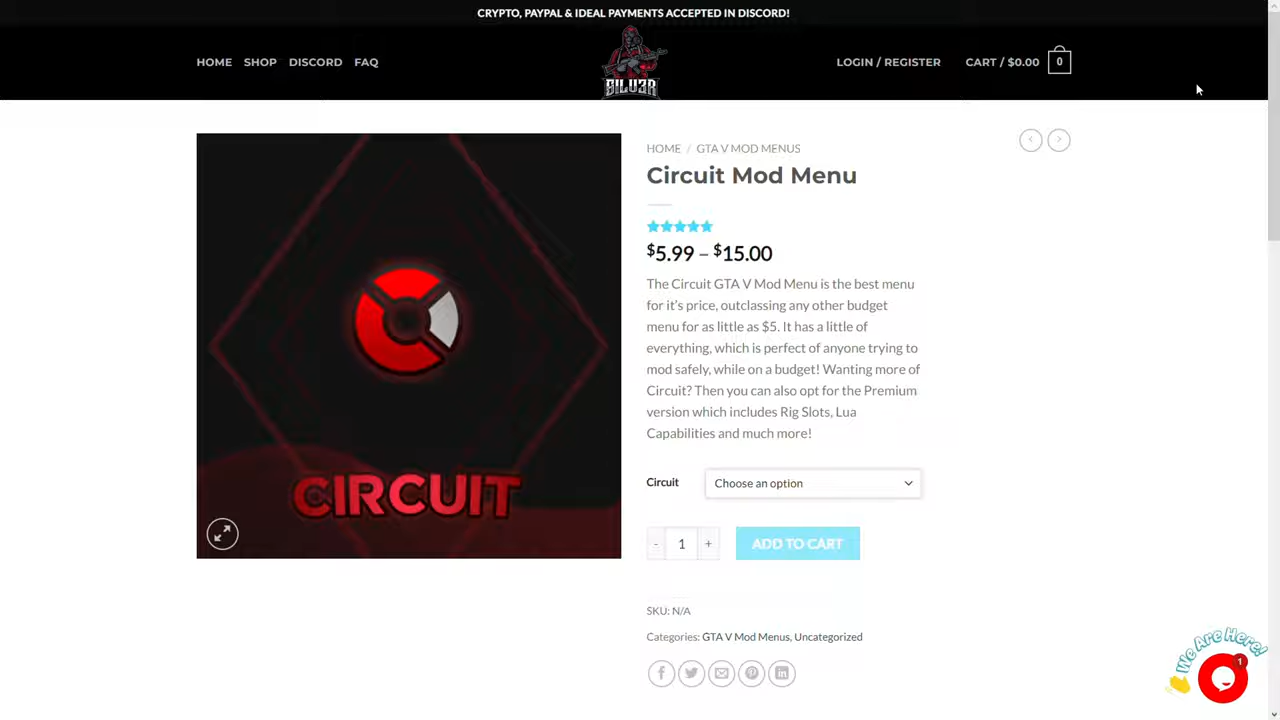 CRYPTO, PAYPAL & IDEAL PAYMENTS ACCEPTED IN DISCORD!
HOME SHOP DISCORD FAQ
BILU3R
LOGIN / REGISTER CART / $0.00 0
HOME / GTA V MOD MENUS
Circuit Mod Menu
$5.99 – $15.00
The Circuit GTA V Mod Menu is the best menu
for it's price, outclassing any other budget
menu for as little as $5. It has a little of
everything, which is perfect of anyone trying to
mod safely, while on a budget! Wanting more of
Circuit? Then you can also opt for the Premium
version which includes Rig Slots, Lua
Capabilities and much more!
CIRCUIT
Circuit Choose an option
- 1 + ADD TO CART
SKU: N/A
Categories: GTA V Mod Menus, Uncategorized
We Are Here!
1